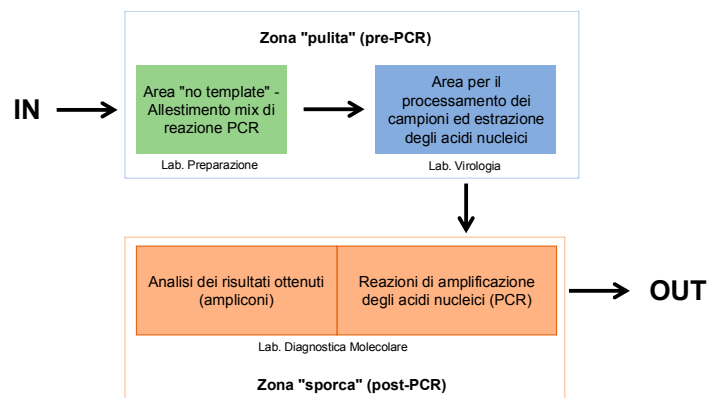 Zona "pulita" (pre-PCR)
IN
Area "no template" -
Allestimento mix di
reazione PCR
Area per il
processamento dei
campioni ed estrazione
degli acidi nucleici
Lab. Preparazione
Lab. Virologia
Analisi dei risultati ottenuti
(ampliconi)
Reazioni di amplificazione
degli acidi nucleici (PCR)
OUT
Lab. Diagnostica Molecolare
Zona "sporca" (post-PCR)